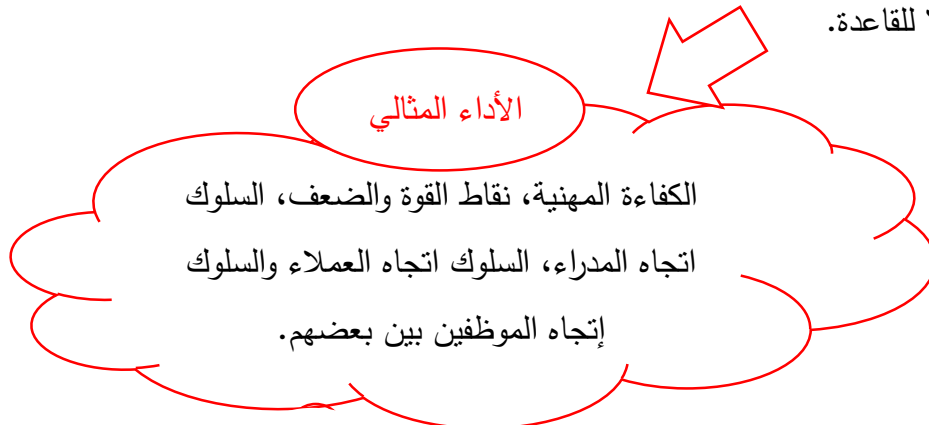 للقاعدة.
الأداء المثالي
الكفاءة المهنية، نقاط القوة والضعف، السلوك
اتجاه المدراء، السلوك اتجاه العملاء والسلوك
إتجاه الموظفين بين بعضهم.